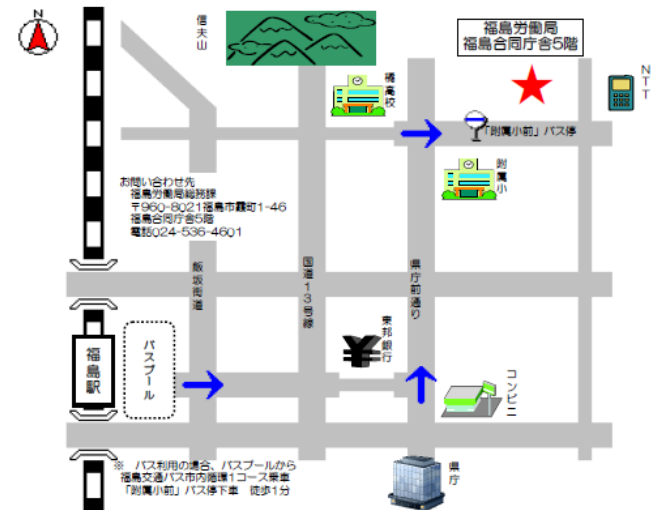 N
信夫山
福島労働局
福島合同庁舎5階
橘高校
NTT
「附属小前」バス停
附属小
お問い合わせ先
福島労働局総務課
〒960-8021福島市霞町1-46
福島合同庁舎5階
電話024-536-4601
飯坂街道
国道13号線
県庁前通り
東邦銀行
福島駅
バスプール
コンビニ
県庁
※ バス利用の場合、バスプールから
福島交通バス市内循環1コース乗車
「附属小前」バス停下車 徒歩1分